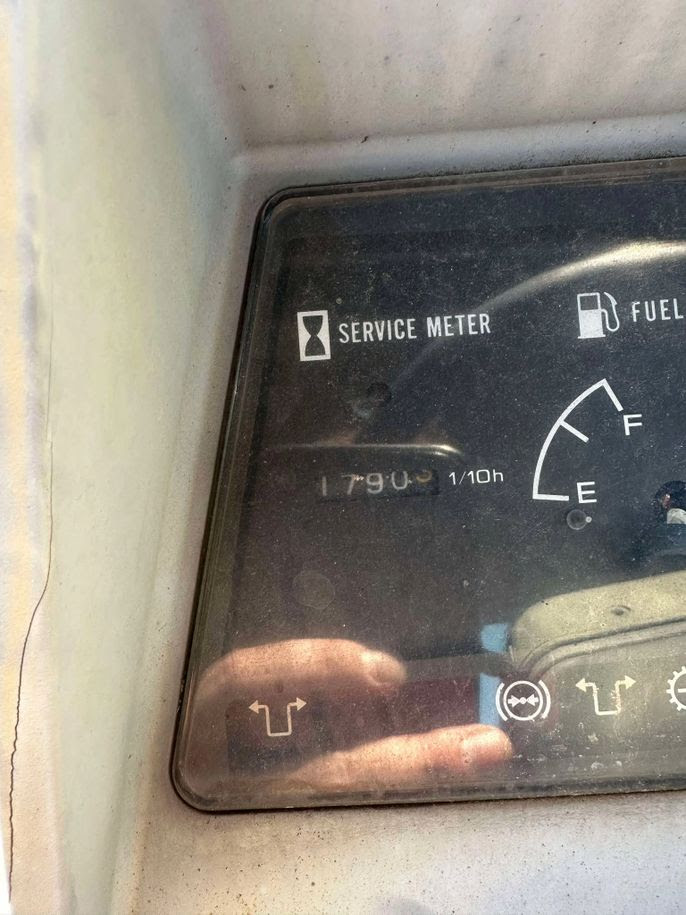 SERVICE METER
FUEL
F
1790 1/10h
E